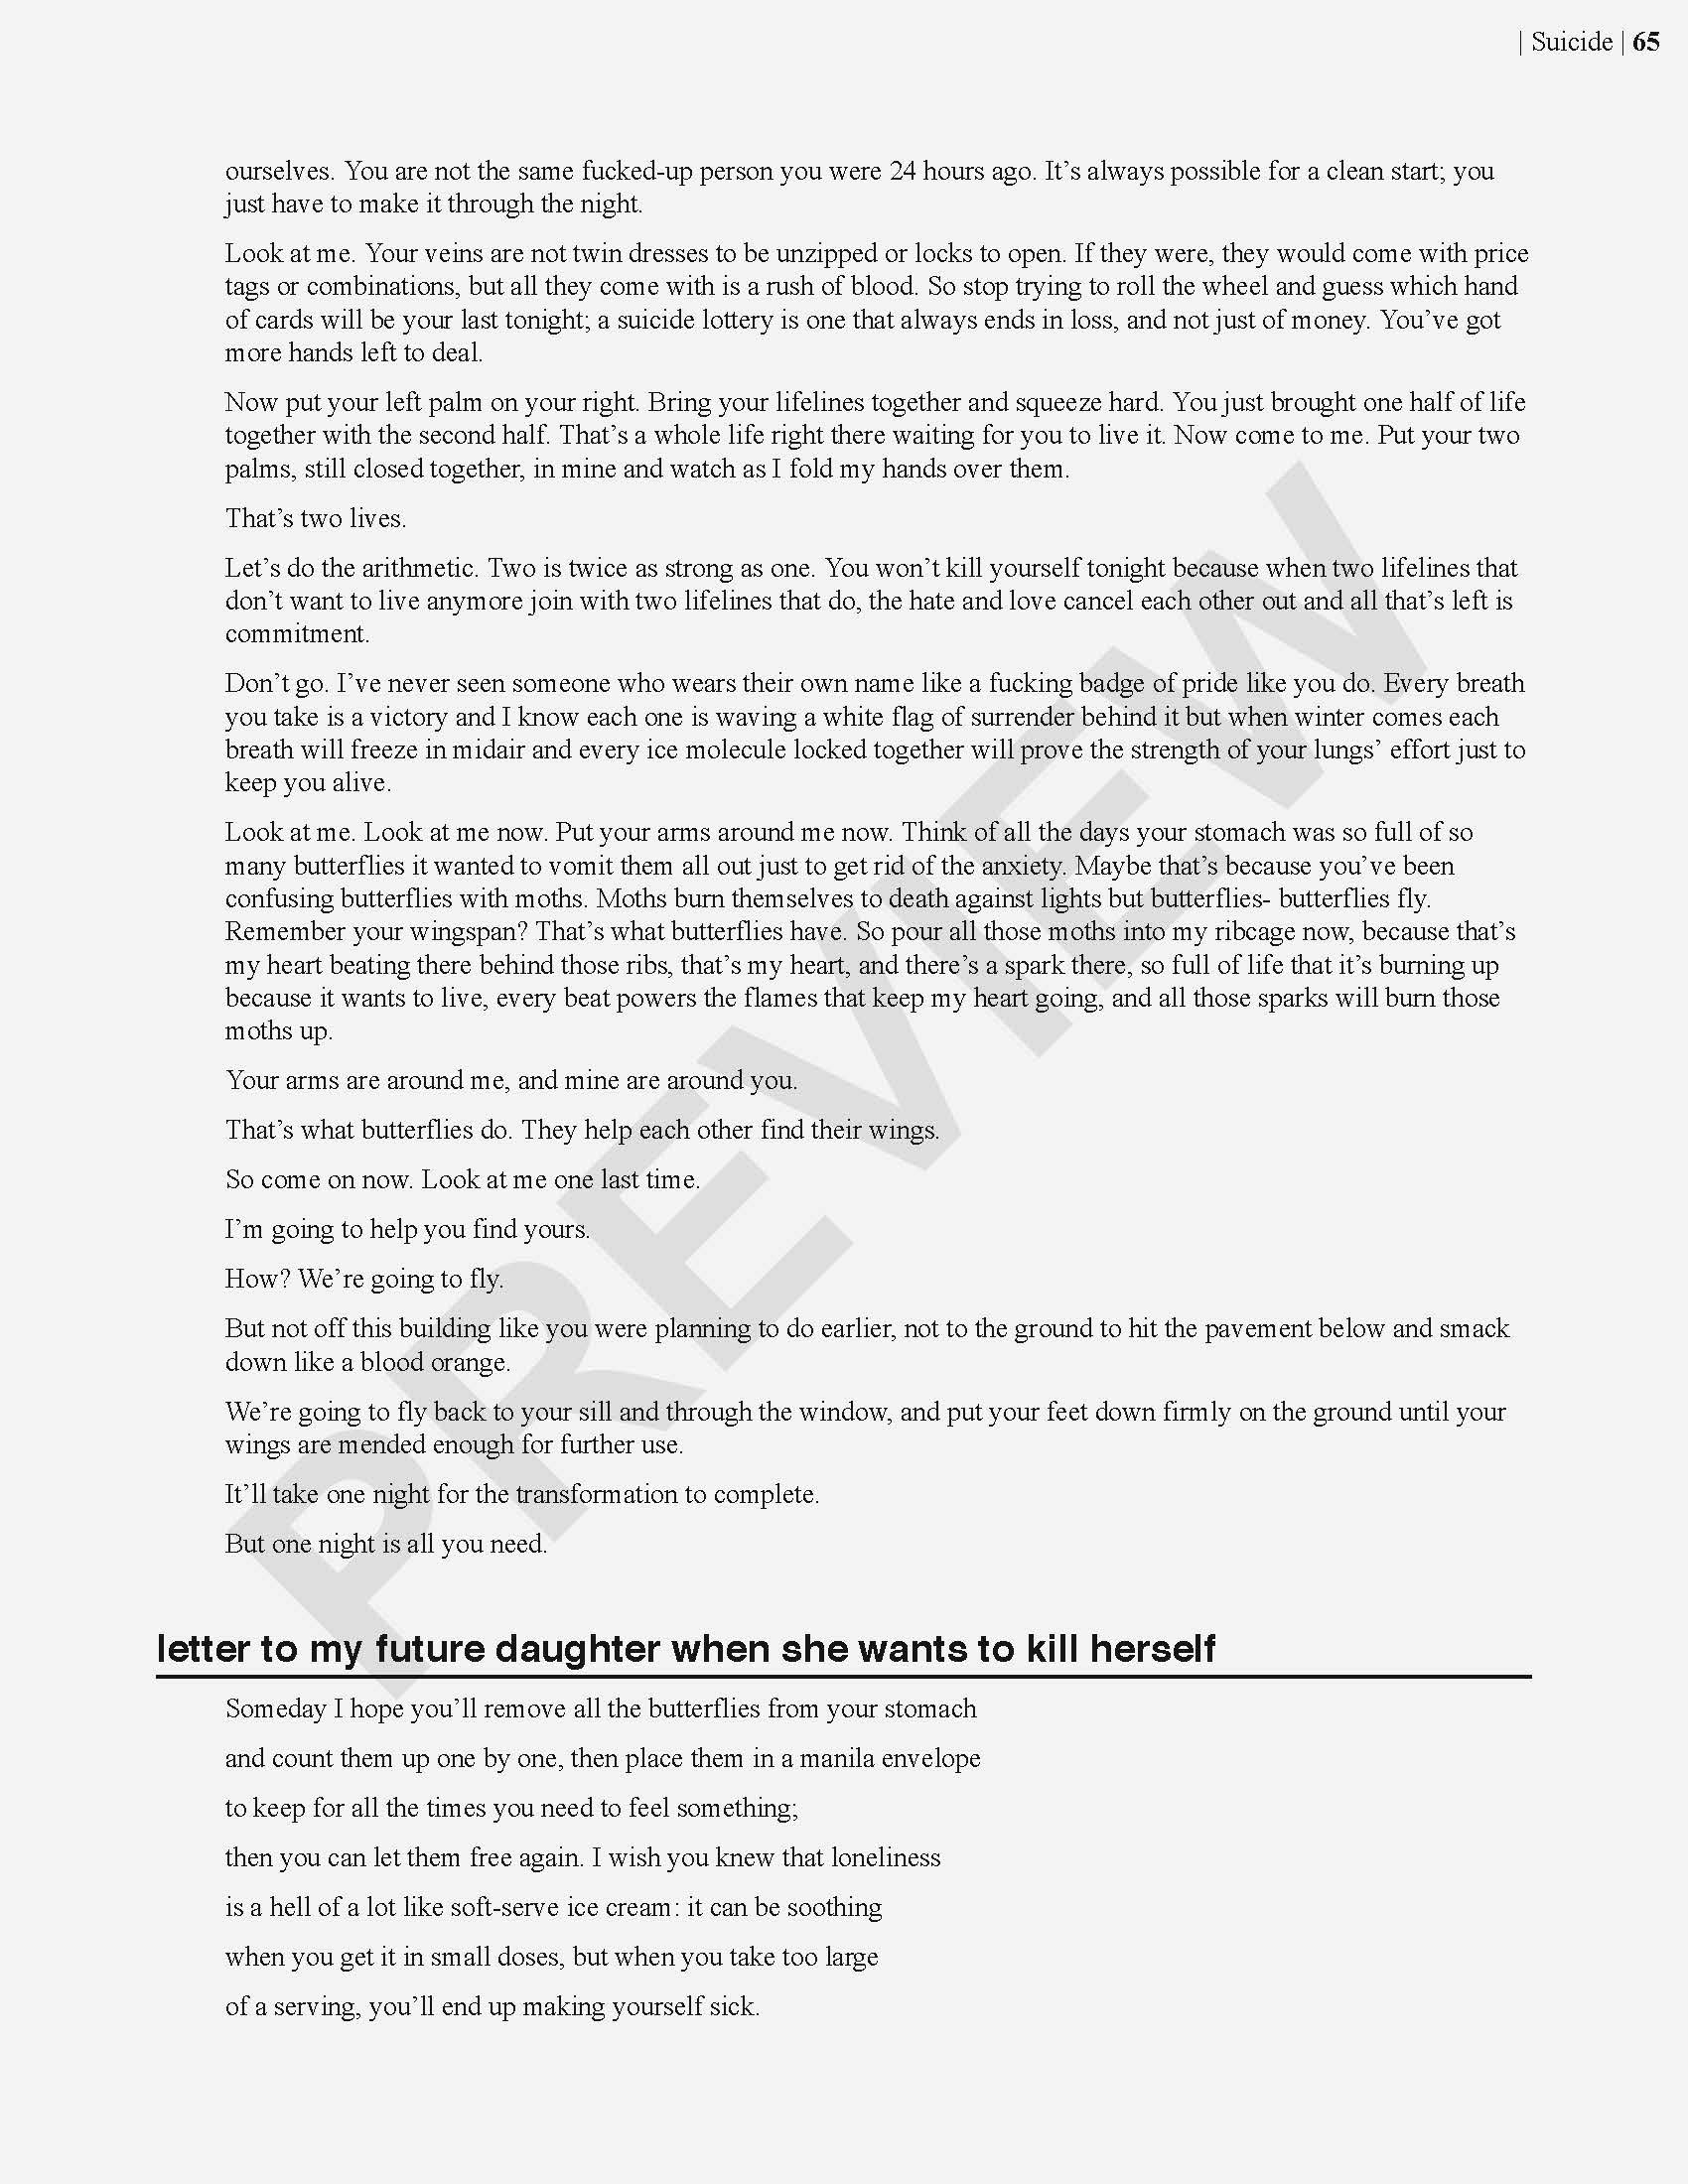 | Suicide | 65
ourselves. You are not the same fucked-up person you were 24 hours ago. It’s always possible for a clean start; you
just have to make it through the night.
Look at me. Your veins are not twin dresses to be unzipped or locks to open. If they were, they would come with price
tags or combinations, but all they come with is a rush of blood. So stop trying to roll the wheel and guess which hand
of cards will be your last tonight; a suicide lottery is one that always ends in loss, and not just of money. You’ve got
more hands left to deal.
Now put your left palm on your right. Bring your lifelines together and squeeze hard. You just brought one half of life
together with the second half. That’s a whole life right there waiting for you to live it. Now come to me. Put your two
palms, still closed together, in mine and watch as I fold my hands over them.
That’s two lives.
Let’s do the arithmetic. Two is twice as strong as one. You won’t kill yourself tonight because when two lifelines that
don’t want to live anymore join with two lifelines that do, the hate and love cancel each other out and all that’s left is
commitment.
Don’t go. I’ve never seen someone who wears their own name like a fucking badge of pride like you do. Every breath
you take is a victory and I know each one is waving a white flag of surrender behind it but when winter comes each
breath will freeze in midair and every ice molecule locked together will prove the strength of your lungs’ effort just to
keep you alive.
Look at me. Look at me now. Put your arms around me now. Think of all the days your stomach was so full of so
many butterflies it wanted to vomit them all out just to get rid of the anxiety. Maybe that’s because you’ve been
confusing butterflies with moths. Moths burn themselves to death against lights but butterflies- butterflies fly.
Remember your wingspan? That’s what butterflies have. So pour all those moths into my ribcage now, because that’s
my heart beating there behind those ribs, that’s my heart, and there’s a spark there, so full of life that it’s burning up
because it wants to live, every beat powers the flames that keep my heart going, and all those sparks will burn those
moths up.
Your arms are around me, and mine are around you.
That’s what butterflies do. They help each other find their wings.
So come on now. Look at me one last time.
I’m going to help you find yours.
How? We’re going to fly.
But not off this building like you were planning to do earlier, not to the ground to hit the pavement below and smack
down like a blood orange.
We’re going to fly back to your sill and through the window, and put your feet down firmly on the ground until your
wings are mended enough for further use.
It’ll take one night for the transformation to complete.
But one night is all you need.
letter to my future daughter when she wants to kill herself
Someday I hope you’ll remove all the butterflies from your stomach
and count them up one by one, then place them in a manila envelope
to keep for all the times you need to feel something;
then you can let them free again. I wish you knew that loneliness
is a hell of a lot like soft-serve ice cream: it can be soothing
when you get it in small doses, but when you take too large
of a serving, you’ll end up making yourself sick.
PREVIEW